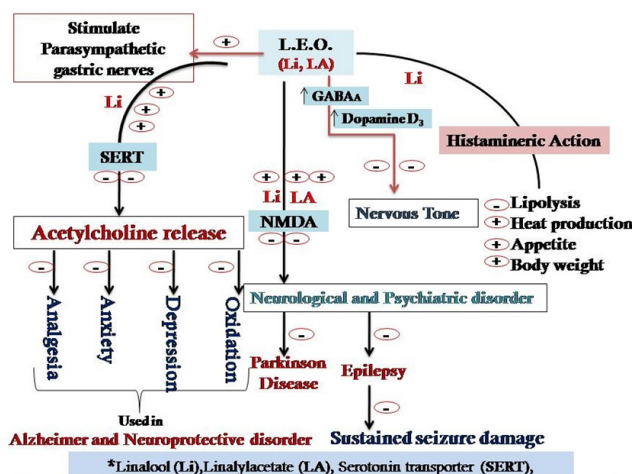 Stimulate
Parasympathetic
gastric nerves
+
L.E.O.
(Li, LA)
Li
↑ GABAA
↑ Dopamine D3
Li
+
+
+
SERT
- -
Histamineric Action
+ + +
Li LA
NMDA
- -
- -
Nervous Tone
- Lipolysis
+ Heat production
+ Appetite
+ Body weight
Acetylcholine release
- - - -
Analgesia
Anxiety
Depression
Oxidation
Neurological and Psychiatric disorder
- -
Parkinson
Disease
Epilepsy
-
Used in
Alzheimer and Neuroprotective disorder
Sustained seizure damage
*Linalool (Li),Linalylacetate (LA), Serotonin transporter (SERT),